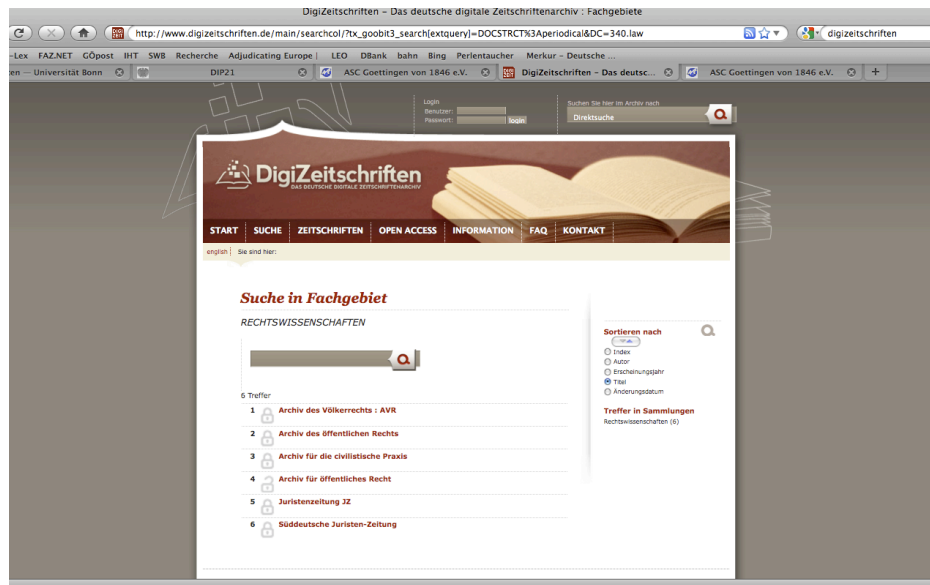 DigiZeitschriften – Das deutsche digitale Zeitschriftenarchiv : Fachgebiete
http://www.digizeitschriften.de/main/searchcol/?tx_goobit3_search[extquery]=DOCSTRCT%3Aperiodical&DC=340.law
digizeitschriften
-Lex FAZ.NET GÖpost IHT SWB Recherche Adjudicating Europe | LEO DBank bahn Bing Perlentaucher Merkur – Deutsche ...
en — Universität Bonn DIP21 ASC Goettingen von 1846 e.V. DigiZeitschriften – Das deutsc... ASC Goettingen von 1846 e.V. +
Login
Benutzer:
Passwort: login
Suchen Sie hier im Archiv nach
Direktsuche
DigiZeitschriften
DAS DEUTSCHE DIGITALE ZEITSCHRIFTENARCHIV
START SUCHE ZEITSCHRIFTEN OPEN ACCESS INFORMATION FAQ KONTAKT
english Sie sind hier:
Suche in Fachgebiet
RECHTSWISSENSCHAFTEN
6 Treffer
1 Archiv des Völkerrechts : AVR
2 Archiv des öffentlichen Rechts
3 Archiv für die civilistische Praxis
4 Archiv für öffentliches Recht
5 Juristenzeitung JZ
6 Süddeutsche Juristen-Zeitung
Sortieren nach
Index
Autor
Erscheinungsjahr
Titel
Änderungsdatum
Treffer in Sammlungen
Rechtswissenschaften (6)